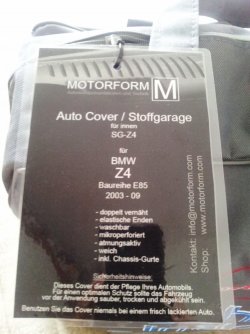 MOTORFORM M
Auto Cover / Stoffgarage
für innen
SG-Z4
für
BMW
Z4
Baureihe E85
2003 - 09
- doppelt vernäht
- elastische Enden
- waschbar
- mikroperforiert
- atmungsaktiv
- weich
- inkl. Chassis-Gurte
Sicherheitshinweise:
Dieses Cover dient der Pflege Ihres Automobils.
Für einen optimalen Schutz sollte das Fahrzeug
vor der Anwendung sauber, trocken und abgekühlt sein.
Benutzen Sie das Cover niemals bei einem frisch lackierten Auto.
Kontakt: info@motorform.com
Shop: www.motorform.com